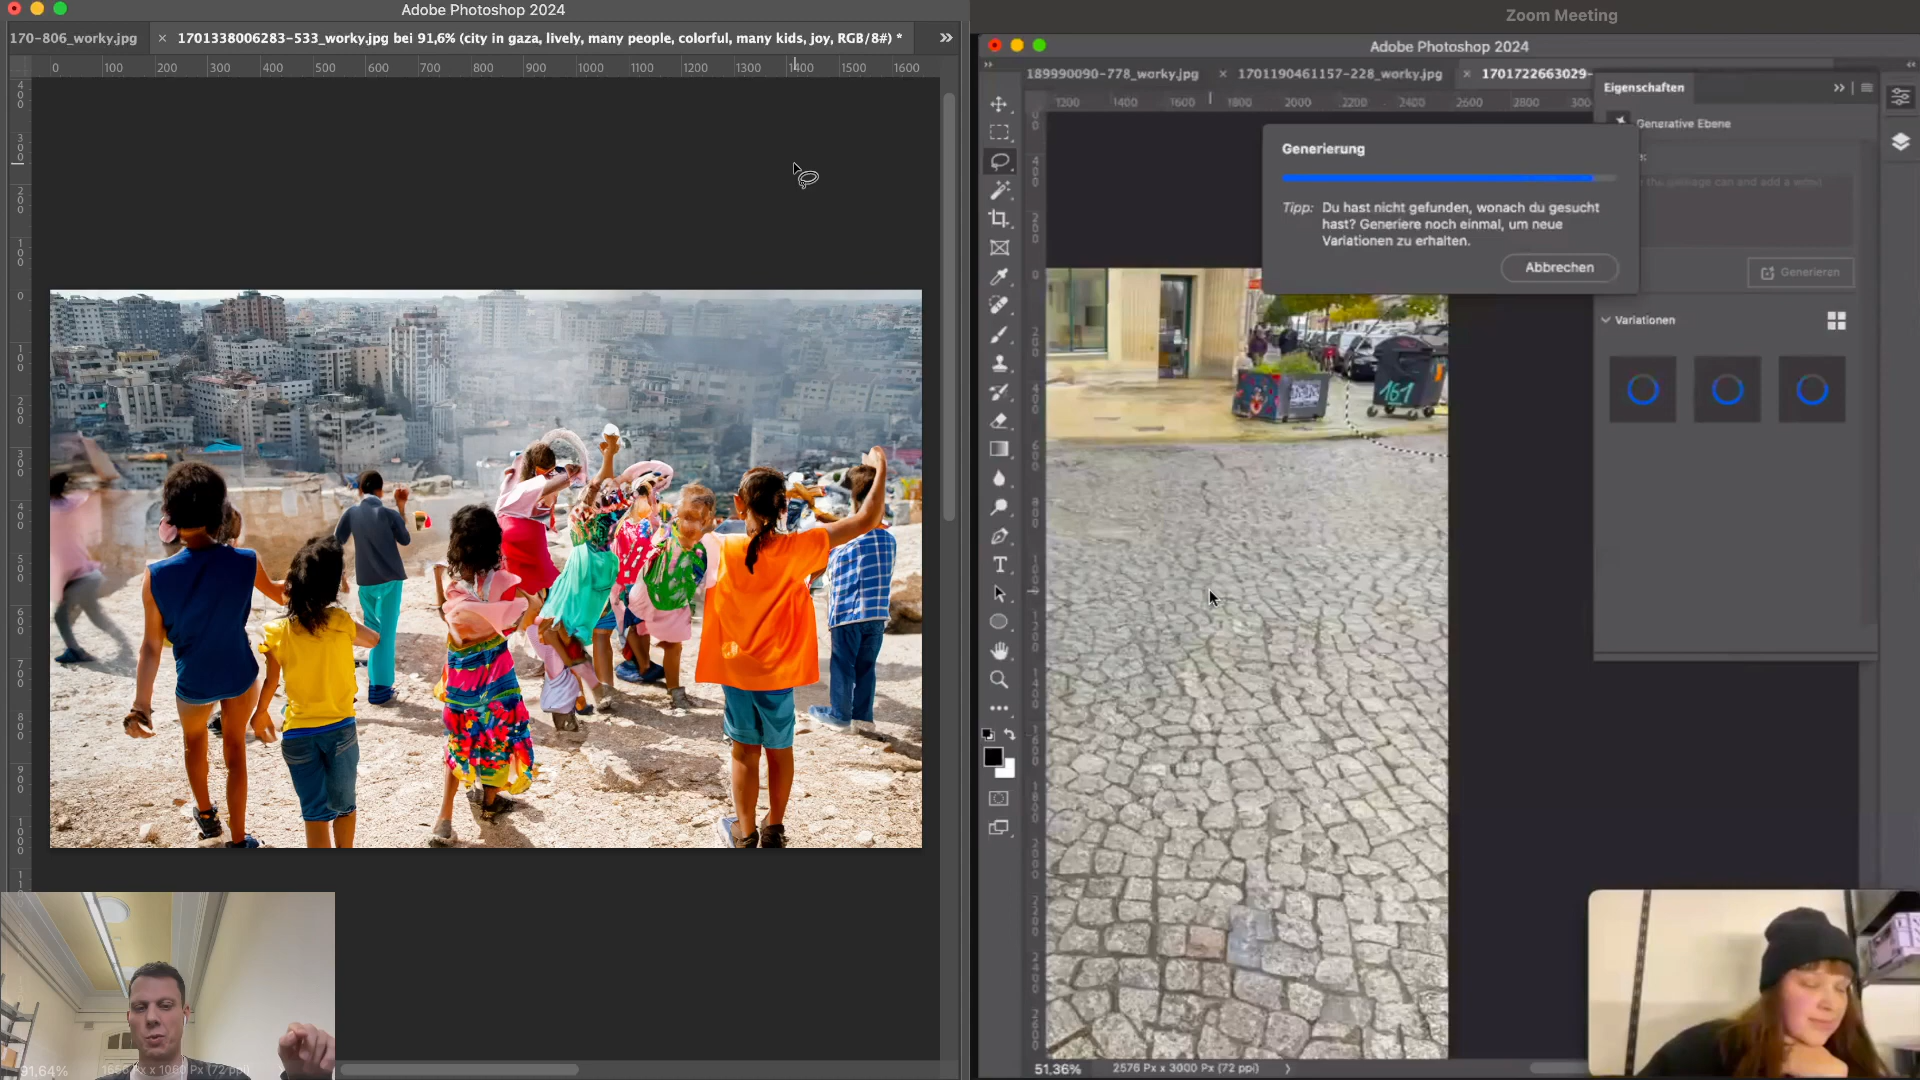 Adobe Photoshop 2024
170-806_worky.jpg
× 1701338006283-533_worky.jpg bei 91,6% (city in gaza, lively, many people, colorful, many kids, joy, RGB/8#) *
0 100 200 300 400 500 600 700 800 900 1000 1100 1200 1300 1400 1500 1600
91,64%
Zoom Meeting
Adobe Photoshop 2024
189990090-778_worky.jpg × 1701190461157-228_worky.jpg × 1701722663029-
1200 1400 1600 1800 2000 2200 2400 2600 2800 300
Eigenschaften
Generative Ebene
Generierung
Tipp: Du hast nicht gefunden, wonach du gesucht
hast? Generiere noch einmal, um neue
Variationen zu erhalten.
Abbrechen
Generieren
Variationen
161
51,36% 2576 Px x 3000 Px (72 ppi)